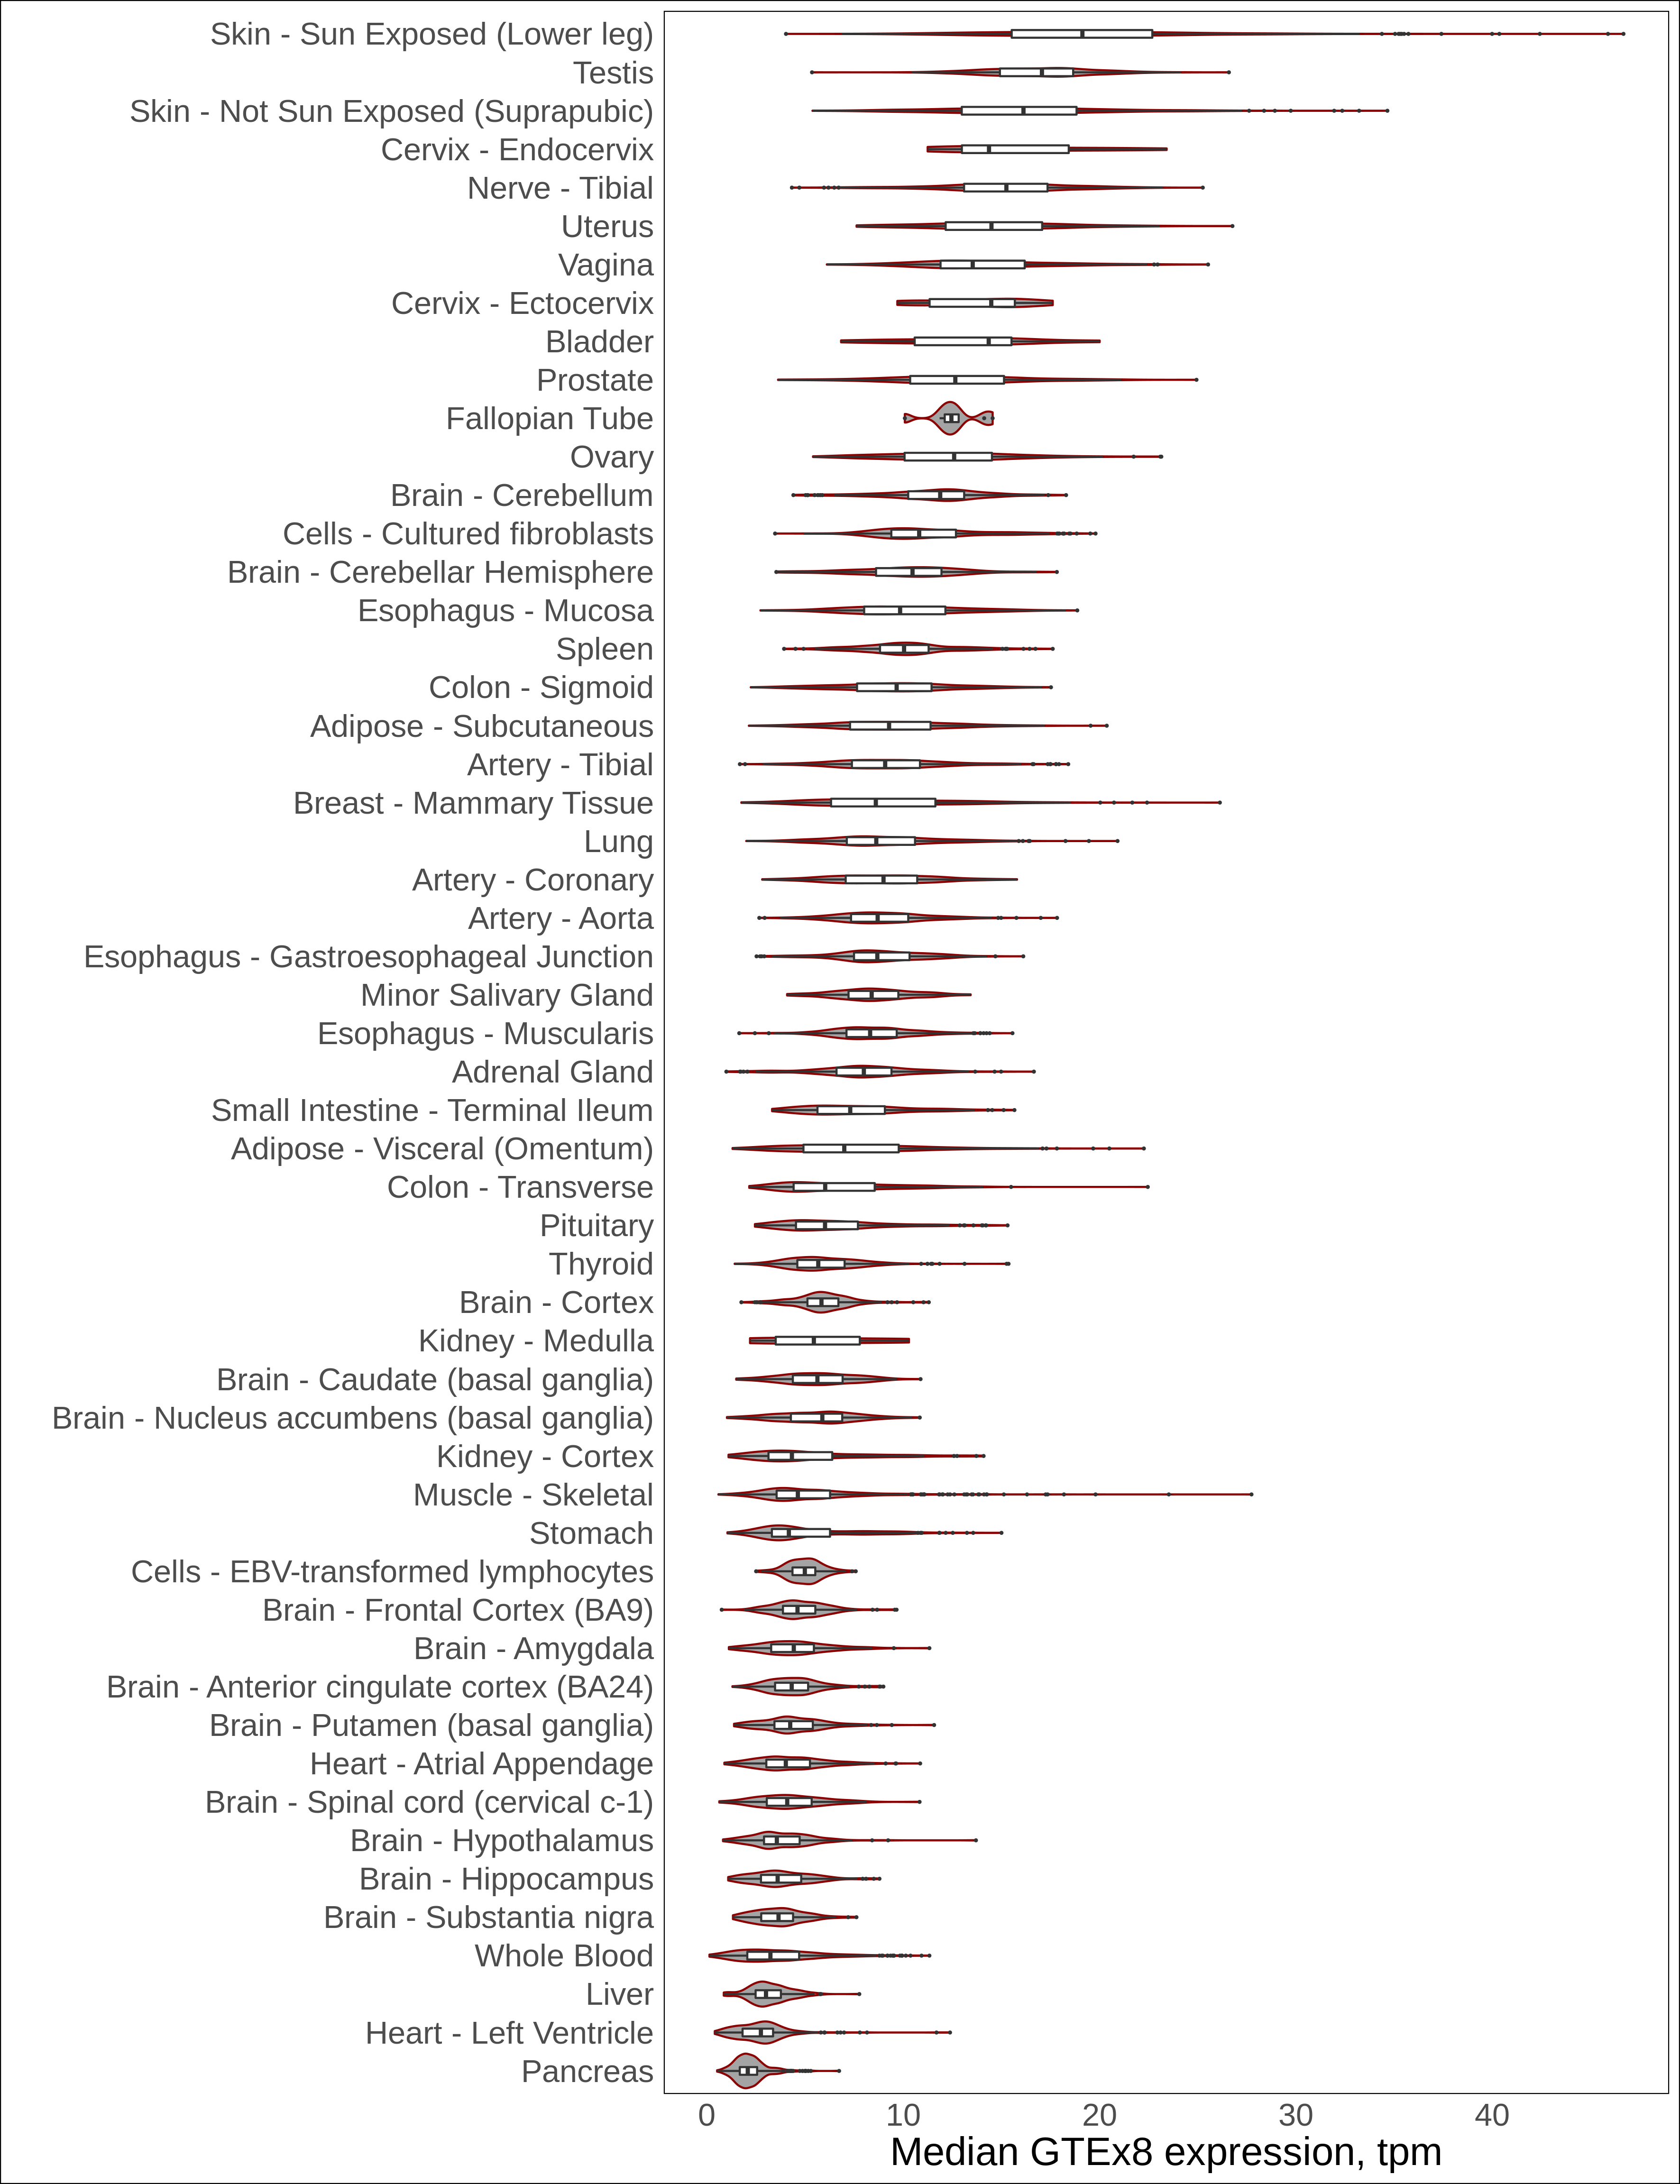 Skin - Sun Exposed (Lower leg)
Testis
Skin - Not Sun Exposed (Suprapubic)
Cervix - Endocervix
Nerve - Tibial
Uterus
Vagina
Cervix - Ectocervix
Bladder
Prostate
Fallopian Tube
Ovary
Brain - Cerebellum
Cells - Cultured fibroblasts
Brain - Cerebellar Hemisphere
Esophagus - Mucosa
Spleen
Colon - Sigmoid
Adipose - Subcutaneous
Artery - Tibial
Breast - Mammary Tissue
Lung
Artery - Coronary
Artery - Aorta
Esophagus - Gastroesophageal Junction
Minor Salivary Gland
Esophagus - Muscularis
Adrenal Gland
Small Intestine - Terminal Ileum
Adipose - Visceral (Omentum)
Colon - Transverse
Pituitary
Thyroid
Brain - Cortex
Kidney - Medulla
Brain - Caudate (basal ganglia)
Brain - Nucleus accumbens (basal ganglia)
Kidney - Cortex
Muscle - Skeletal
Stomach
Cells - EBV-transformed lymphocytes
Brain - Frontal Cortex (BA9)
Brain - Amygdala
Brain - Anterior cingulate cortex (BA24)
Brain - Putamen (basal ganglia)
Heart - Atrial Appendage
Brain - Spinal cord (cervical c-1)
Brain - Hypothalamus
Brain - Hippocampus
Brain - Substantia nigra
Whole Blood
Liver
Heart - Left Ventricle
Pancreas
0 10 20 30 40
Median GTEx8 expression, tpm